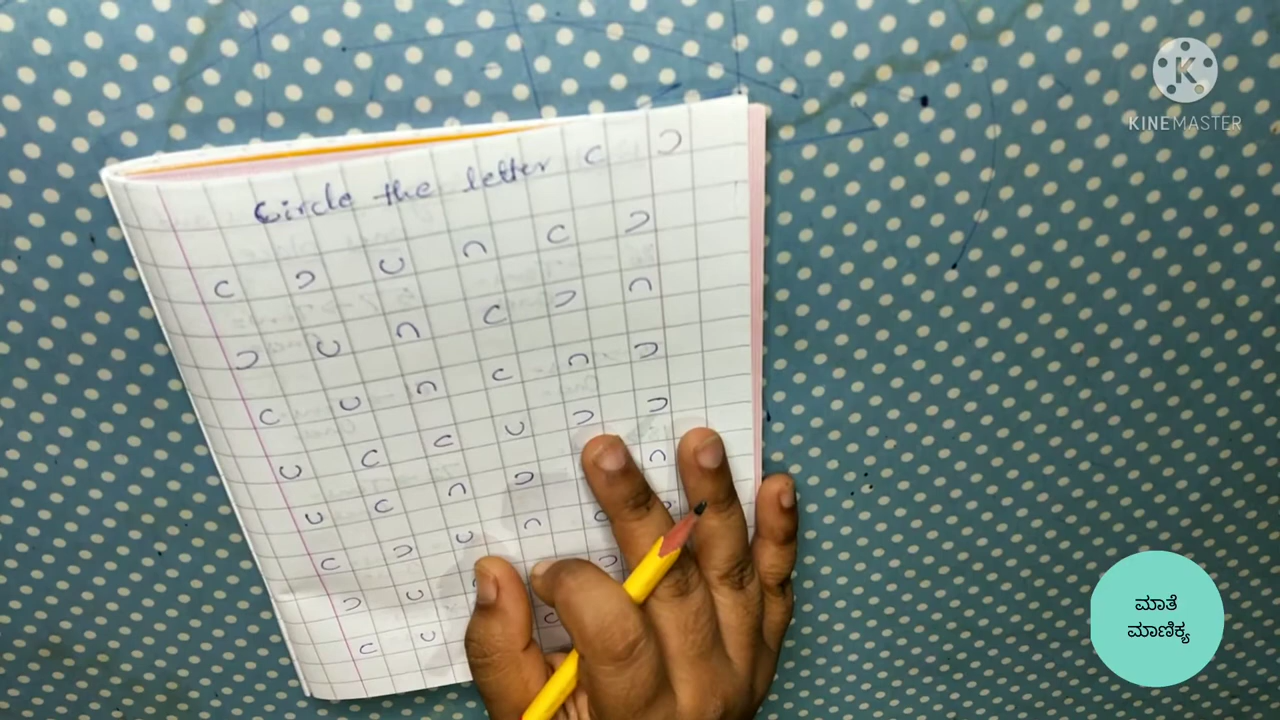 Circle the letter c ⊃
c ⊃ ∪ ∩ c ⊃
⊃ ∪ ∩ c ⊃ ∩
c ∪ ∩ c ∩ ⊃
∪ c c ∪ ⊃ ⊃
∪ c ∩ ⊃ ∩
c ⊃ ∪ ∩ c
⊃ ∪ ⊃
c ∪ c
KINEMASTER
ಮಾತೆ
ಮಾಣಿಕ್ಯ